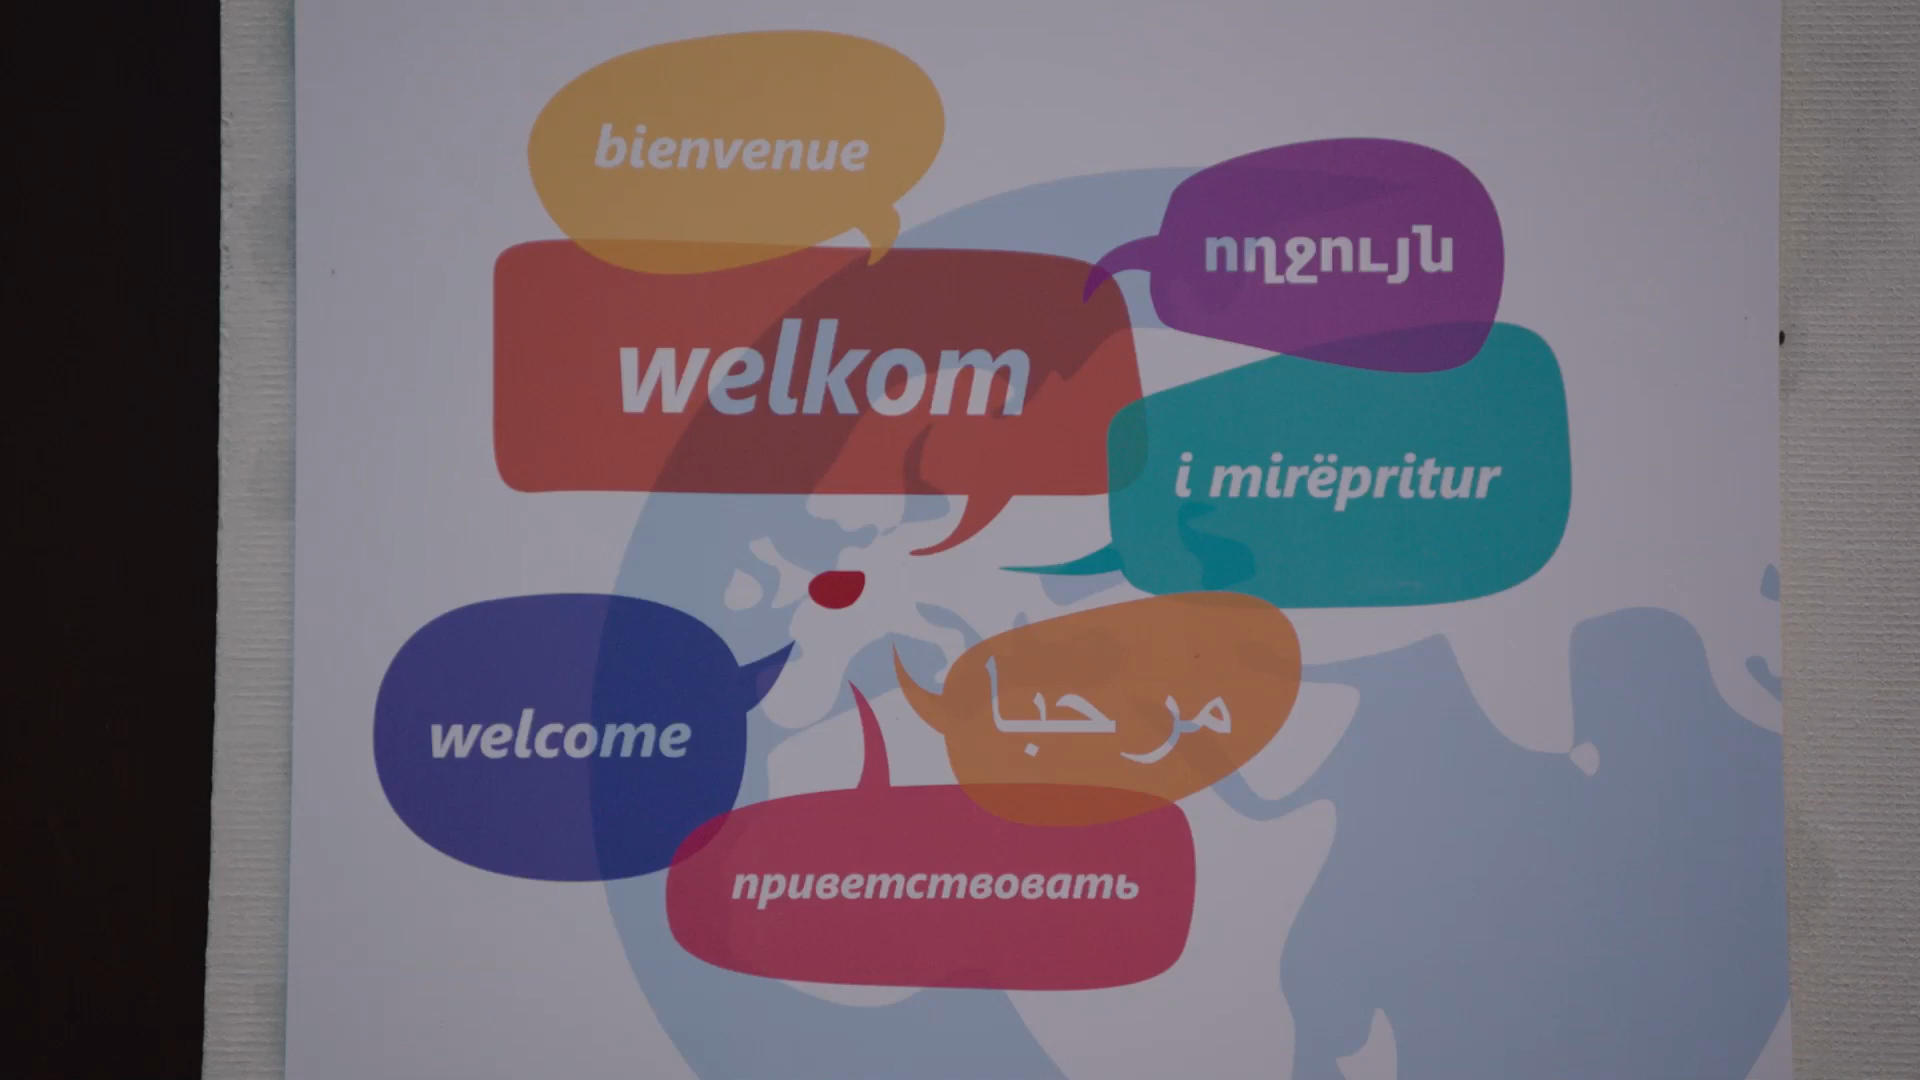 bienvenue
ողջույն
welkom
i mirëpritur
welcome
مرحبا
приветствовать